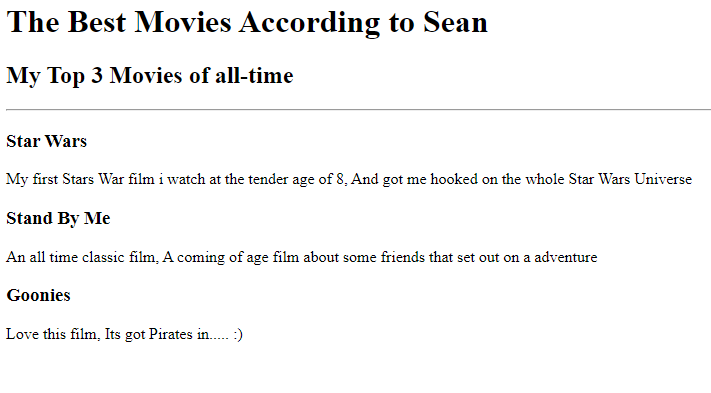 The Best Movies According to Sean
My Top 3 Movies of all-time
Star Wars
My first Stars War film i watch at the tender age of 8, And got me hooked on the whole Star Wars Universe
Stand By Me
An all time classic film, A coming of age film about some friends that set out on a adventure
Goonies
Love this film, Its got Pirates in..... :)